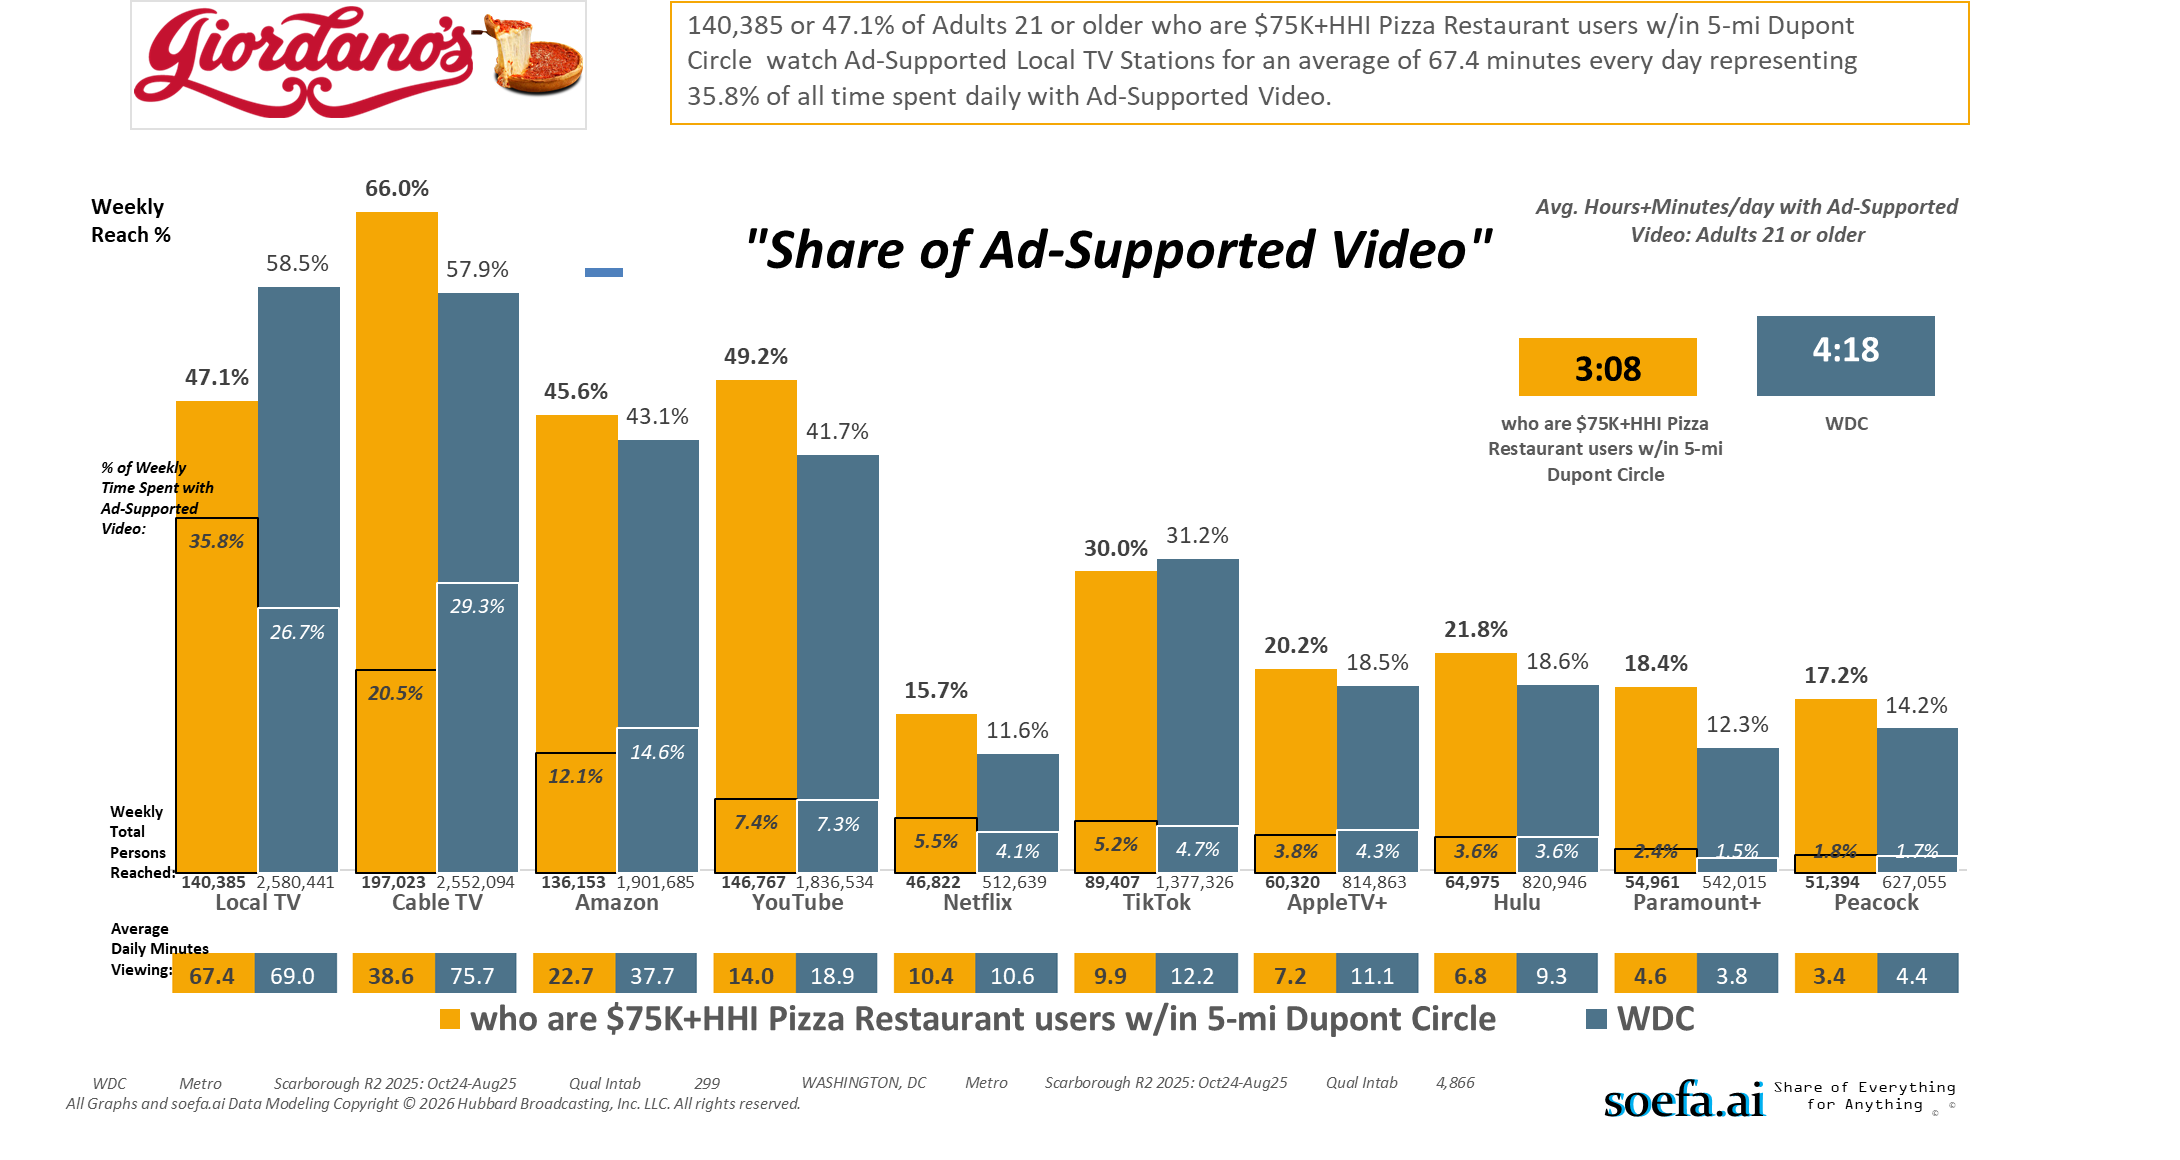 Giordano's
140,385 or 47.1% of Adults 21 or older who are $75K+HHI Pizza Restaurant users w/in 5-mi Dupont
Circle watch Ad-Supported Local TV Stations for an average of 67.4 minutes every day representing
35.8% of all time spent daily with Ad-Supported Video.
Weekly
Reach %
"Share of Ad-Supported Video"
Avg. Hours+Minutes/day with Ad-Supported
Video: Adults 21 or older
3:08
4:18
who are $75K+HHI Pizza
Restaurant users w/in 5-mi
Dupont Circle
WDC
47.1% 58.5% 66.0% 57.9% 45.6% 43.1% 49.2% 41.7% 15.7% 11.6% 30.0% 31.2% 20.2% 18.5% 21.8% 18.6% 18.4% 12.3% 17.2% 14.2%
% of Weekly
Time Spent with
Ad-Supported
Video:
35.8% 26.7% 20.5% 29.3% 12.1% 14.6% 7.4% 7.3% 5.5% 4.1% 5.2% 4.7% 3.8% 4.3% 3.6% 3.6% 2.4% 1.5% 1.8% 1.7%
Weekly
Total
Persons
Reached:
140,385 2,580,441 197,023 2,552,094 136,153 1,901,685 146,767 1,836,534 46,822 512,639 89,407 1,377,326 60,320 814,863 64,975 820,946 54,961 542,015 51,394 627,055
Local TV Cable TV Amazon YouTube Netflix TikTok AppleTV+ Hulu Paramount+ Peacock
Average
Daily Minutes
Viewing:
67.4 69.0 38.6 75.7 22.7 37.7 14.0 18.9 10.4 10.6 9.9 12.2 7.2 11.1 6.8 9.3 4.6 3.8 3.4 4.4
who are $75K+HHI Pizza Restaurant users w/in 5-mi Dupont Circle WDC
WDC Metro Scarborough R2 2025: Oct24-Aug25 Qual Intab 299 WASHINGTON, DC Metro Scarborough R2 2025: Oct24-Aug25 Qual Intab 4,866
All Graphs and soefa.ai Data Modeling Copyright © 2026 Hubbard Broadcasting, Inc. LLC. All rights reserved.
soefa.ai
Share of Everything
for Anything © ©